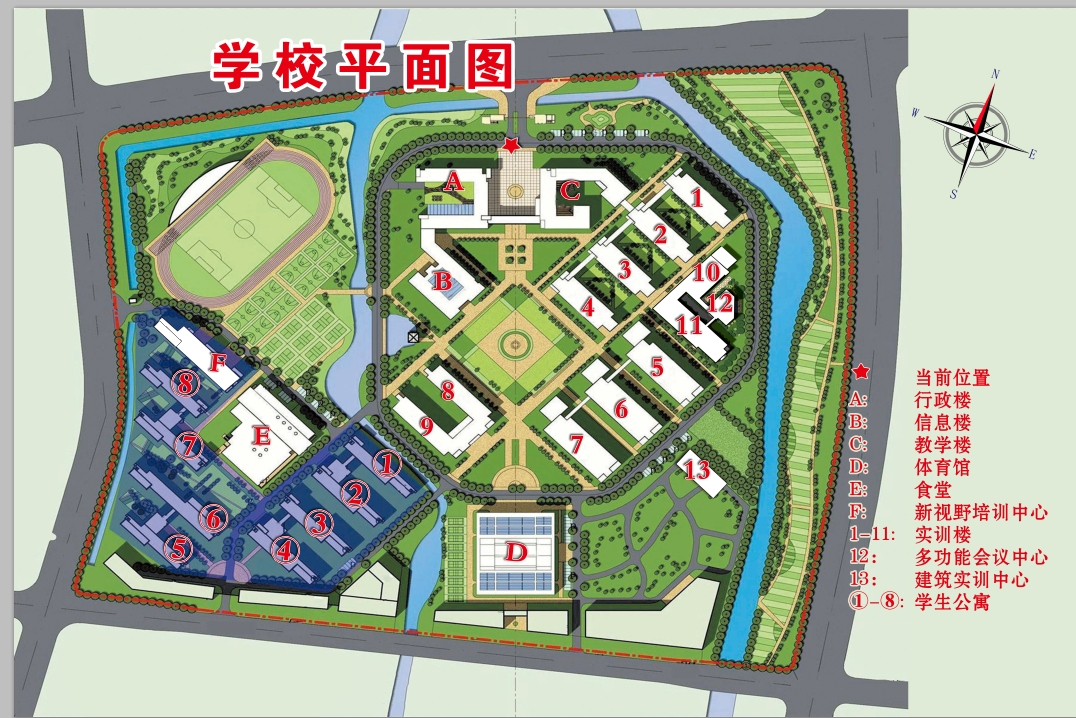 学校平面图
N
W
E
S
A
C
1
2
B
3
10
4
12
11
5
F
⑧
8
6
9
E
⑦
7
①
13
②
⑥
③
⑤
④
D
当前位置
A: 行政楼
B: 信息楼
C: 教学楼
D: 体育馆
E: 食堂
F: 新视野培训中心
1-11: 实训楼
12: 多功能会议中心
13: 建筑实训中心
①-⑧: 学生公寓